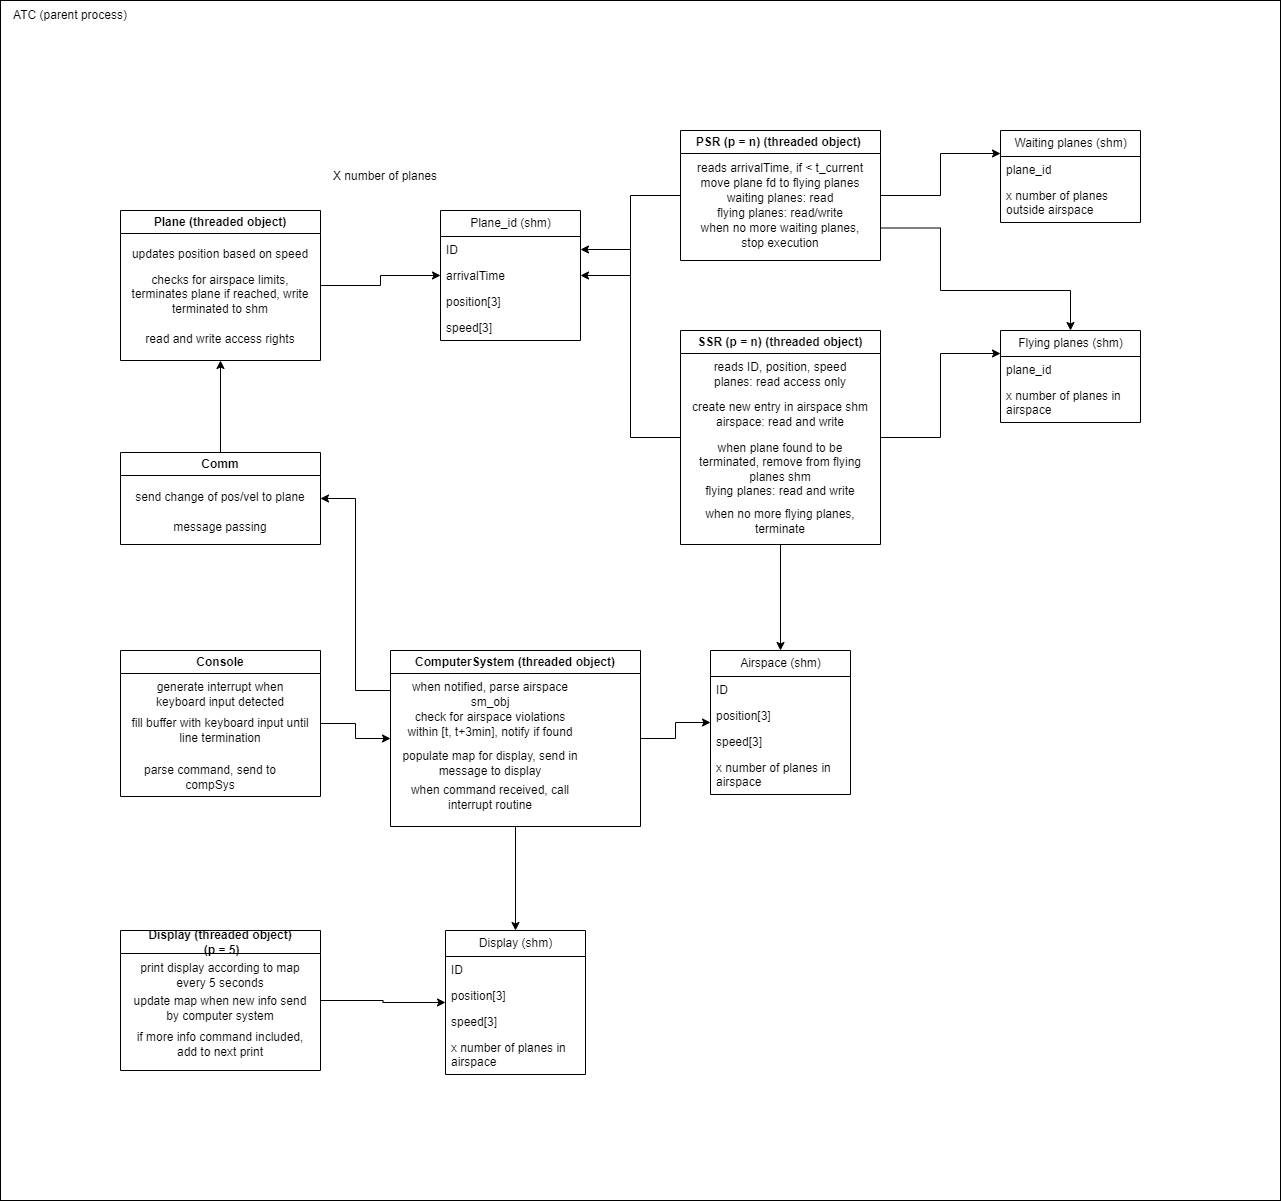 ATC (parent process)
X number of planes
Plane (threaded object)
updates position based on speed
checks for airspace limits,
terminates plane if reached, write
terminated to shm
read and write access rights
Plane_id (shm)
ID
arrivalTime
position[3]
speed[3]
PSR (p = n) (threaded object)
reads arrivalTime, if < t_current
move plane fd to flying planes
waiting planes: read
flying planes: read/write
when no more waiting planes,
stop execution
Waiting planes (shm)
plane_id
x number of planes
outside airspace
SSR (p = n) (threaded object)
reads ID, position, speed
planes: read access only
create new entry in airspace shm
airspace: read and write
when plane found to be
terminated, remove from flying
planes shm
flying planes: read and write
when no more flying planes,
terminate
Flying planes (shm)
plane_id
x number of planes in
airspace
Comm
send change of pos/vel to plane
message passing
Console
generate interrupt when
keyboard input detected
fill buffer with keyboard input until
line termination
parse command, send to
compSys
ComputerSystem (threaded object)
when notified, parse airspace
sm_obj
check for airspace violations
within [t, t+3min], notify if found
populate map for display, send in
message to display
when command received, call
interrupt routine
Airspace (shm)
ID
position[3]
speed[3]
x number of planes in
airspace
Display (threaded object)
(p = 5)
print display according to map
every 5 seconds
update map when new info send
by computer system
if more info command included,
add to next print
Display (shm)
ID
position[3]
speed[3]
x number of planes in
airspace